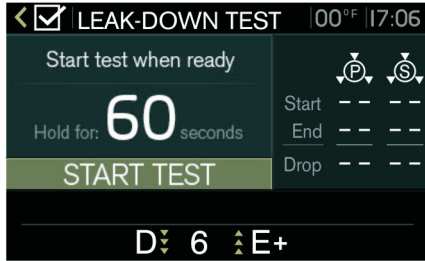 LEAK-DOWN TEST 00°F 17:06
Start test when ready
Hold for: 60 seconds
START TEST
P S
Start -- --
End -- --
Drop -- --
D 6 E+